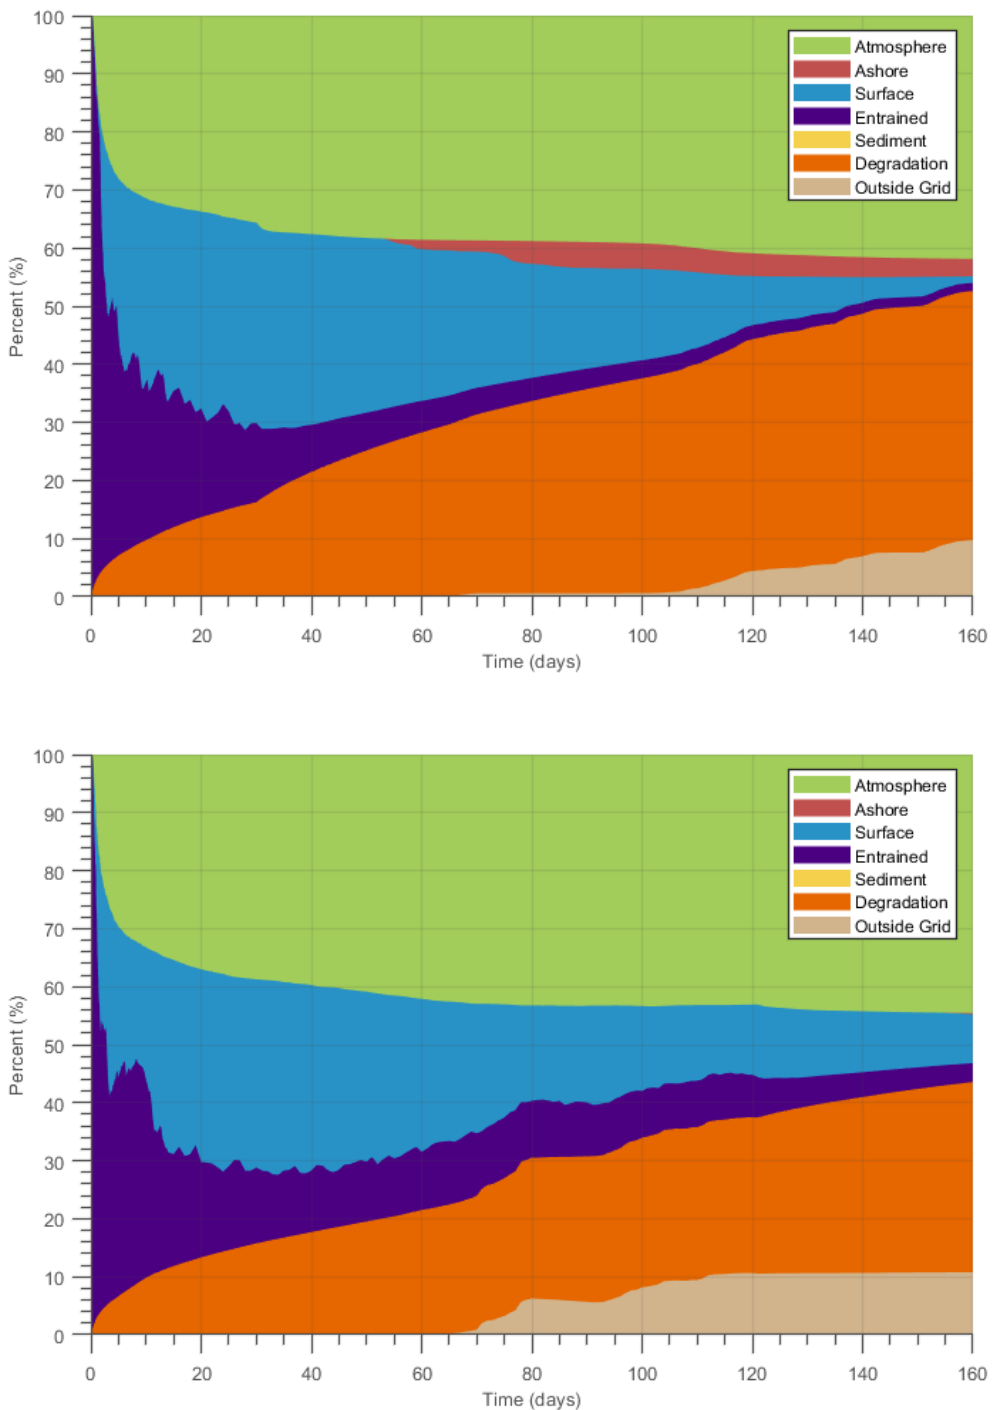 100
90
80
70
60
50
40
30
20
10
0
Percent (%)
Atmosphere
Ashore
Surface
Entrained
Sediment
Degradation
Outside Grid
0 20 40 60 80 100 120 140 160
Time (days)
100
90
80
70
60
50
40
30
20
10
0
Percent (%)
Atmosphere
Ashore
Surface
Entrained
Sediment
Degradation
Outside Grid
0 20 40 60 80 100 120 140 160
Time (days)